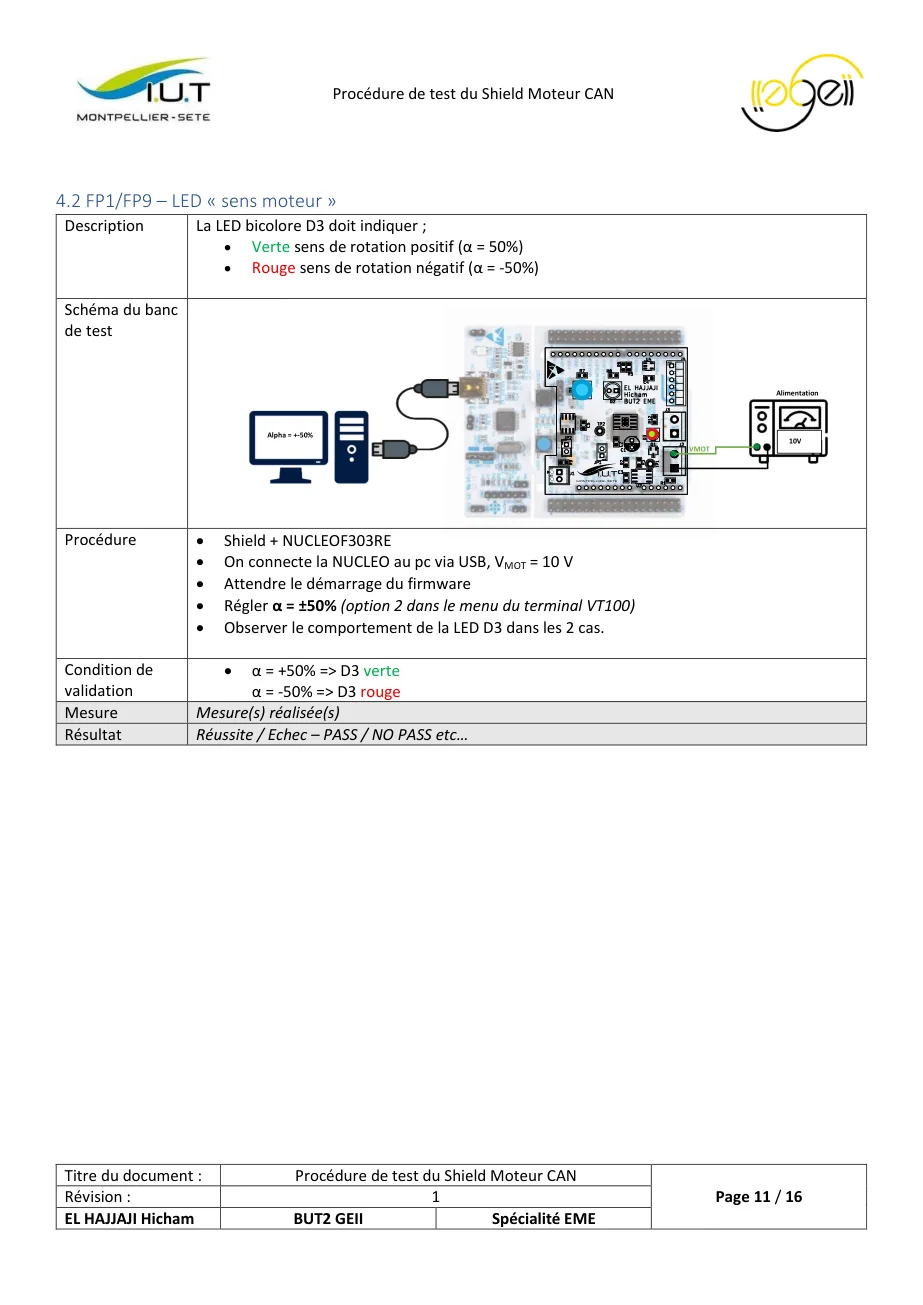 I.U.T
MONTPELLIER-SETE
Procédure de test du Shield Moteur CAN
4.2 FP1/FP9 – LED « sens moteur »
Description
La LED bicolore D3 doit indiquer ;
• Verte sens de rotation positif (α = 50%)
• Rouge sens de rotation négatif (α = -50%)
Schéma du banc de test
Alpha = +-50%
EL HAJJAJI
Hicham
BUT2 EME
TP2
I.U.T
MONTPELLIER-SETE
VMOT
Alimentation
10V
Procédure
• Shield + NUCLEOF303RE
• On connecte la NUCLEO au pc via USB, VMOT = 10 V
• Attendre le démarrage du firmware
• Régler α = ±50% (option 2 dans le menu du terminal VT100)
• Observer le comportement de la LED D3 dans les 2 cas.
Condition de validation
• α = +50% => D3 verte
α = -50% => D3 rouge
Mesure
Mesure(s) réalisée(s)
Résultat
Réussite / Echec – PASS / NO PASS etc…
Titre du document :
Procédure de test du Shield Moteur CAN
Révision :
1
Page 11 / 16
EL HAJJAJI Hicham
BUT2 GEII
Spécialité EME